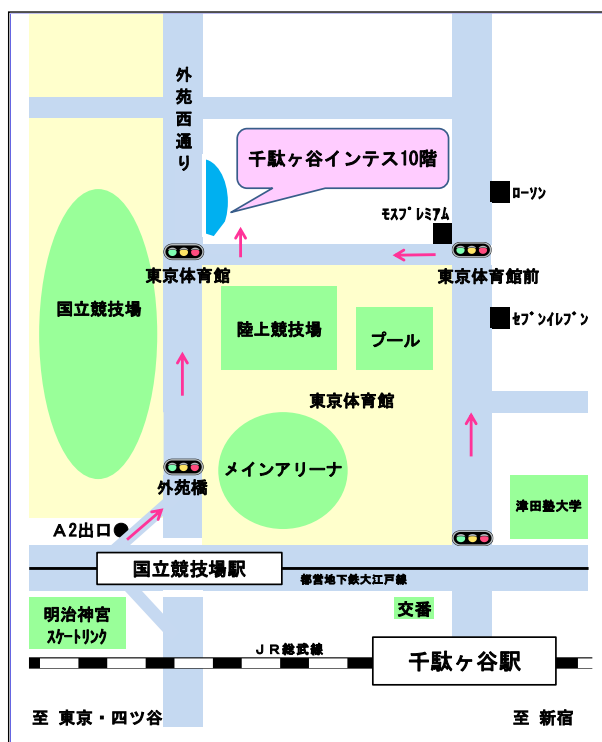 外苑西通り
千駄ヶ谷インテス10階
ローソン
モスプレミアム
東京体育館
東京体育館前
国立競技場
陸上競技場
プール
セブンイレブン
東京体育館
メインアリーナ
外苑橋
津田塾大学
A2出口
国立競技場駅
都営地下鉄大江戸線
明治神宮
スケートリンク
交番
JR総武線
千駄ヶ谷駅
至 東京・四ツ谷
至 新宿